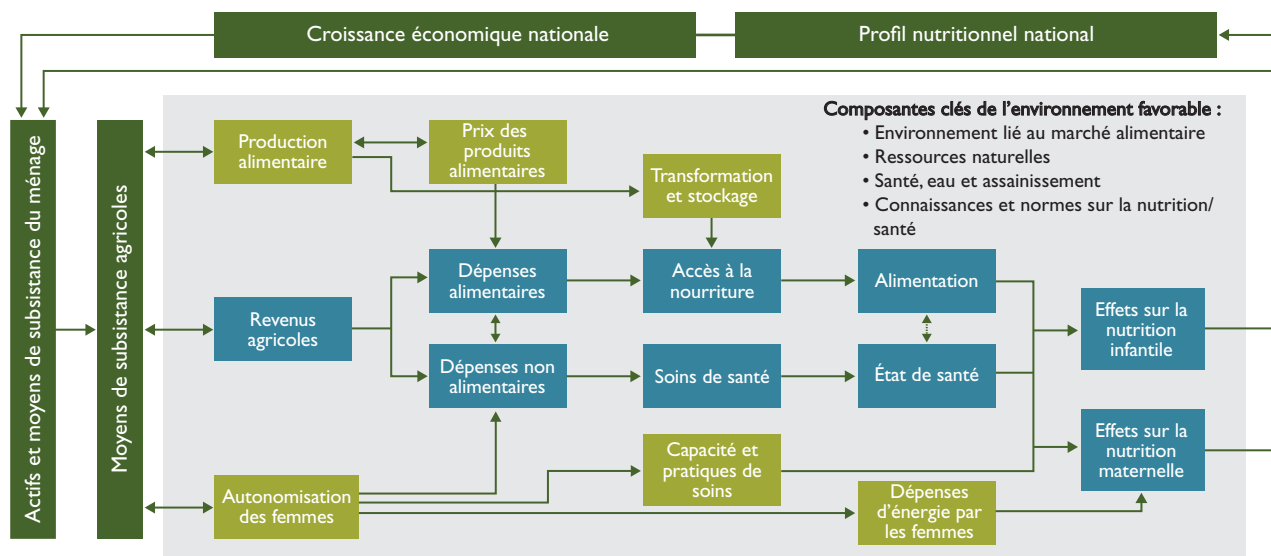 Croissance économique nationale
Profil nutritionnel national
Composantes clés de l'environnement favorable :
• Environnement lié au marché alimentaire
• Ressources naturelles
• Santé, eau et assainissement
• Connaissances et normes sur la nutrition/
santé
Actifs et moyens de subsistance du ménage
Moyens de subsistance agricoles
Production
alimentaire
Prix des
produits
alimentaires
Transformation
et stockage
Dépenses
alimentaires
Accès à la
nourriture
Alimentation
Revenus
agricoles
Effets sur la
nutrition
infantile
Dépenses non
alimentaires
Soins de santé
État de santé
Effets sur la
nutrition
maternelle
Capacité et
pratiques de
soins
Autonomisation
des femmes
Dépenses
d'énergie par
les femmes